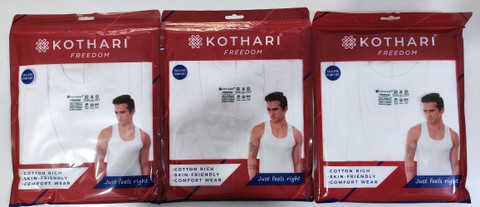 KOTHARI
FREEDOM
•COTTON RICH
•SKIN-FRIENDLY
•COMFORT WEAR
Just feels right
KOTHARI
FREEDOM
•COTTON RICH
•SKIN-FRIENDLY
•COMFORT WEAR
Just feels right
KOTHARI
FREEDOM
•COTTON RICH
•SKIN-FRIENDLY
•COMFORT WEAR
Just feels right